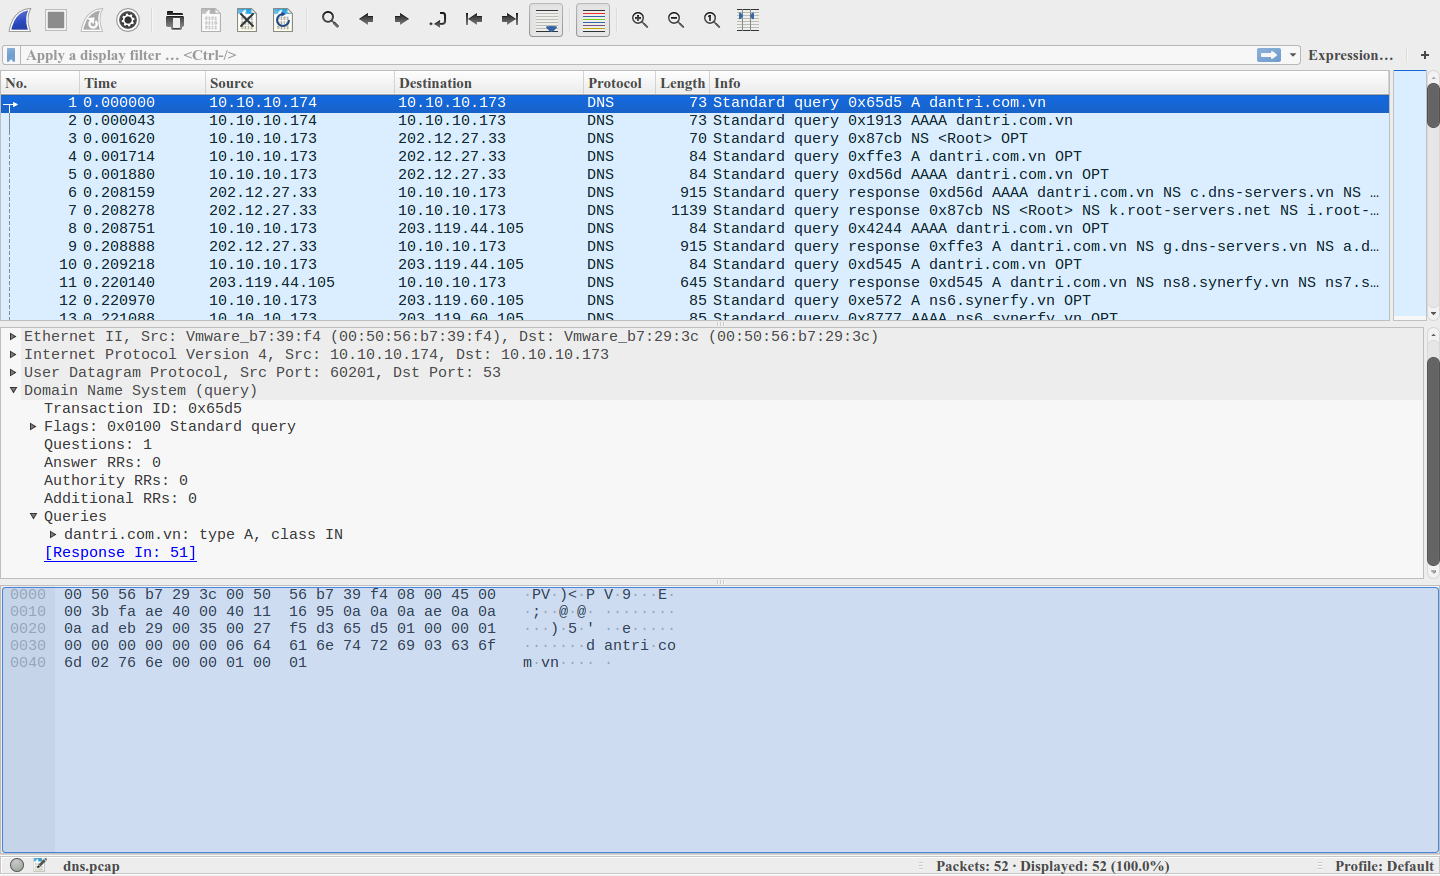 Apply a display filter … <Ctrl-/> Expression… +
No. Time Source Destination Protocol Length Info
1 0.000000 10.10.10.174 10.10.10.173 DNS 73 Standard query 0x65d5 A dantri.com.vn
2 0.000043 10.10.10.174 10.10.10.173 DNS 73 Standard query 0x1913 AAAA dantri.com.vn
3 0.001620 10.10.10.173 202.12.27.33 DNS 70 Standard query 0x87cb NS <Root> OPT
4 0.001714 10.10.10.173 202.12.27.33 DNS 84 Standard query 0xffe3 A dantri.com.vn OPT
5 0.001880 10.10.10.173 202.12.27.33 DNS 84 Standard query 0xd56d AAAA dantri.com.vn OPT
6 0.208159 202.12.27.33 10.10.10.173 DNS 915 Standard query response 0xd56d AAAA dantri.com.vn NS c.dns-servers.vn NS …
7 0.208278 202.12.27.33 10.10.10.173 DNS 1139 Standard query response 0x87cb NS <Root> NS k.root-servers.net NS i.root-…
8 0.208751 10.10.10.173 203.119.44.105 DNS 84 Standard query 0x4244 AAAA dantri.com.vn OPT
9 0.208888 202.12.27.33 10.10.10.173 DNS 915 Standard query response 0xffe3 A dantri.com.vn NS g.dns-servers.vn NS a.d…
10 0.209218 10.10.10.173 203.119.44.105 DNS 84 Standard query 0xd545 A dantri.com.vn OPT
11 0.220140 203.119.44.105 10.10.10.173 DNS 645 Standard query response 0xd545 A dantri.com.vn NS ns8.synerfy.vn NS ns7.s…
12 0.220970 10.10.10.173 203.119.60.105 DNS 85 Standard query 0xe572 A ns6.synerfy.vn OPT
13 0.221088 10.10.10.173 203.119.60.105 DNS 85 Standard query 0x8777 AAAA ns6.synerfy.vn OPT
Ethernet II, Src: Vmware_b7:39:f4 (00:50:56:b7:39:f4), Dst: Vmware_b7:29:3c (00:50:56:b7:29:3c)
Internet Protocol Version 4, Src: 10.10.10.174, Dst: 10.10.10.173
User Datagram Protocol, Src Port: 60201, Dst Port: 53
Domain Name System (query)
Transaction ID: 0x65d5
Flags: 0x0100 Standard query
Questions: 1
Answer RRs: 0
Authority RRs: 0
Additional RRs: 0
Queries
dantri.com.vn: type A, class IN
[Response In: 51]
0000 00 50 56 b7 29 3c 00 50 56 b7 39 f4 08 00 45 00 ·PV·)<·P V·9···E·
0010 00 3b fa ae 40 00 40 11 16 95 0a 0a 0a ae 0a 0a ·;··@·@· ········
0020 0a ad eb 29 00 35 00 27 f5 d3 65 d5 01 00 00 01 ···)·5·' ··e·····
0030 00 00 00 00 00 00 06 64 61 6e 74 72 69 03 63 6f ·······d antri·co
0040 6d 02 76 6e 00 00 01 00 01 m·vn···· ·
dns.pcap Packets: 52 · Displayed: 52 (100.0%) Profile: Default